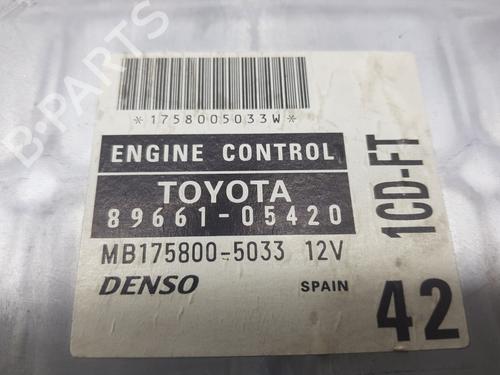 B-PARTS
*1758005033W*
ENGINE CONTROL
TOYOTA
89661-05420
MB175800-5033 12V
DENSO SPAIN
1CD-FT
42